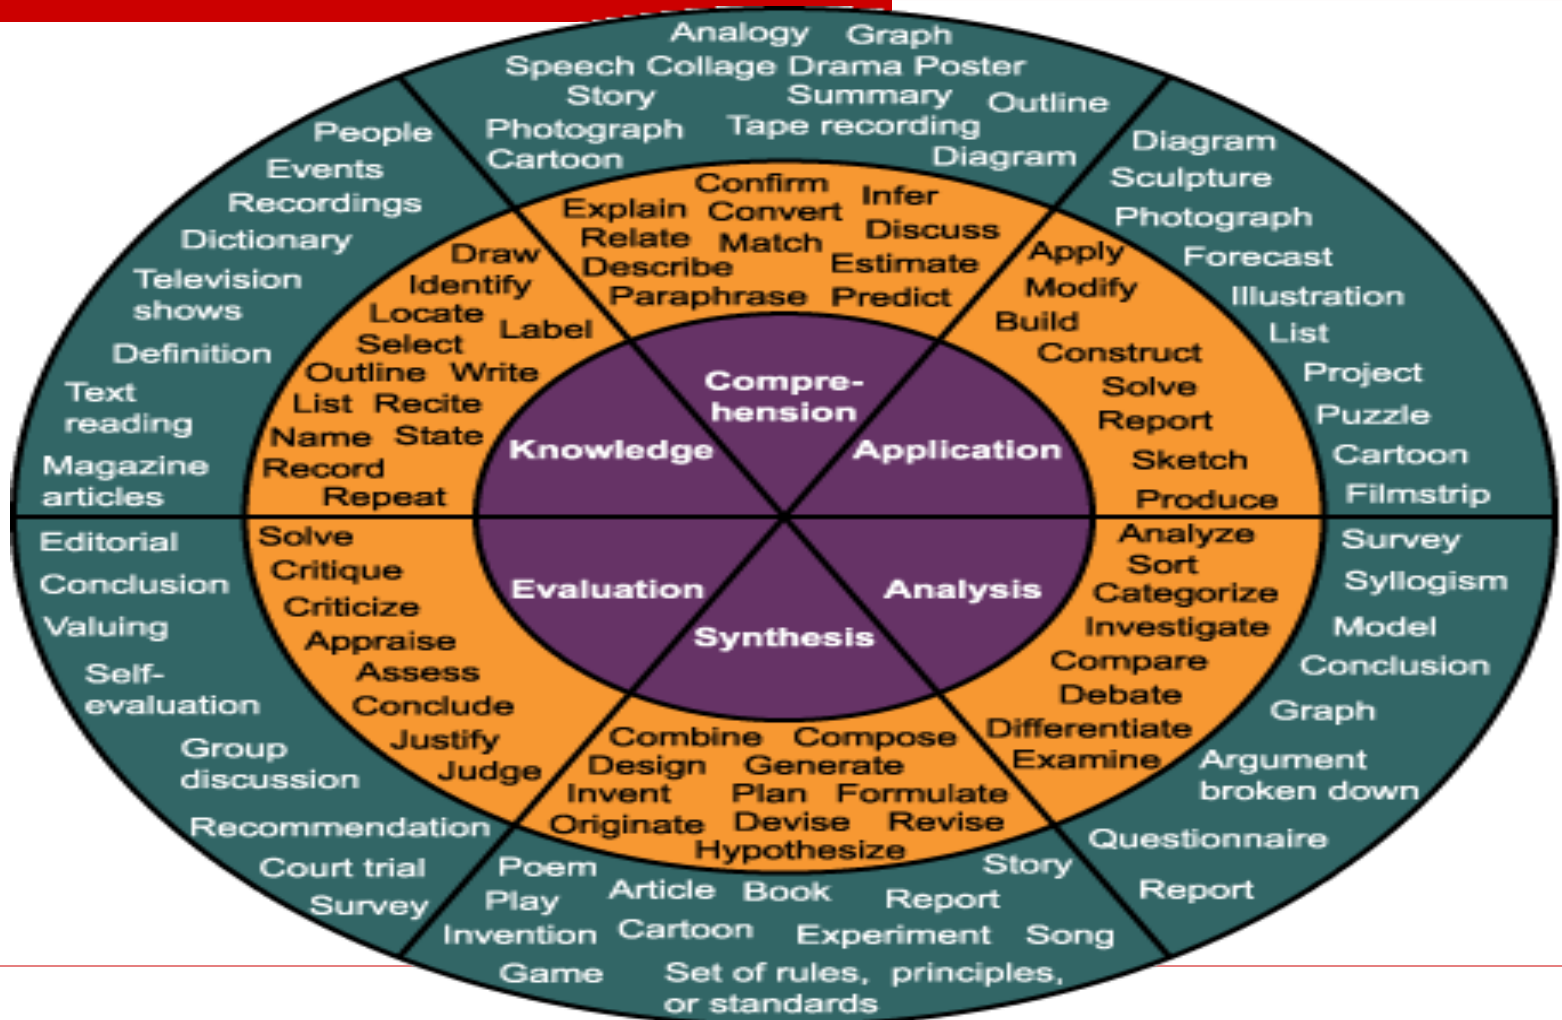 Analogy Graph
Speech Collage Drama Poster
Story Summary Outline
Photograph Tape recording
Cartoon Diagram
Confirm Infer
Explain Convert Discuss
Relate Match
Describe Estimate
Paraphrase Predict
Compre-
hension
Diagram
Sculpture
Photograph
Forecast
Illustration
List
Project
Puzzle
Cartoon
Filmstrip
Apply
Modify
Build
Construct
Solve
Report
Sketch
Produce
Application
Survey
Syllogism
Model
Conclusion
Graph
Argument
broken down
Questionnaire
Report
Analyze
Sort
Categorize
Investigate
Compare
Debate
Differentiate
Examine
Analysis
Synthesis
Combine Compose
Design Generate
Invent Plan Formulate
Originate Devise Revise
Hypothesize
Poem Story
Play Article Book Report
Invention Cartoon Experiment Song
Game Set of rules, principles,
or standards
Evaluation
Solve
Critique
Criticize
Appraise
Assess
Conclude
Justify
Judge
Editorial
Conclusion
Valuing
Self-
evaluation
Group
discussion
Recommendation
Court trial
Survey
Knowledge
Draw
Identify
Locate
Select Label
Outline Write
List Recite
Name State
Record
Repeat
People
Events
Recordings
Dictionary
Television
shows
Definition
Text
reading
Magazine
articles